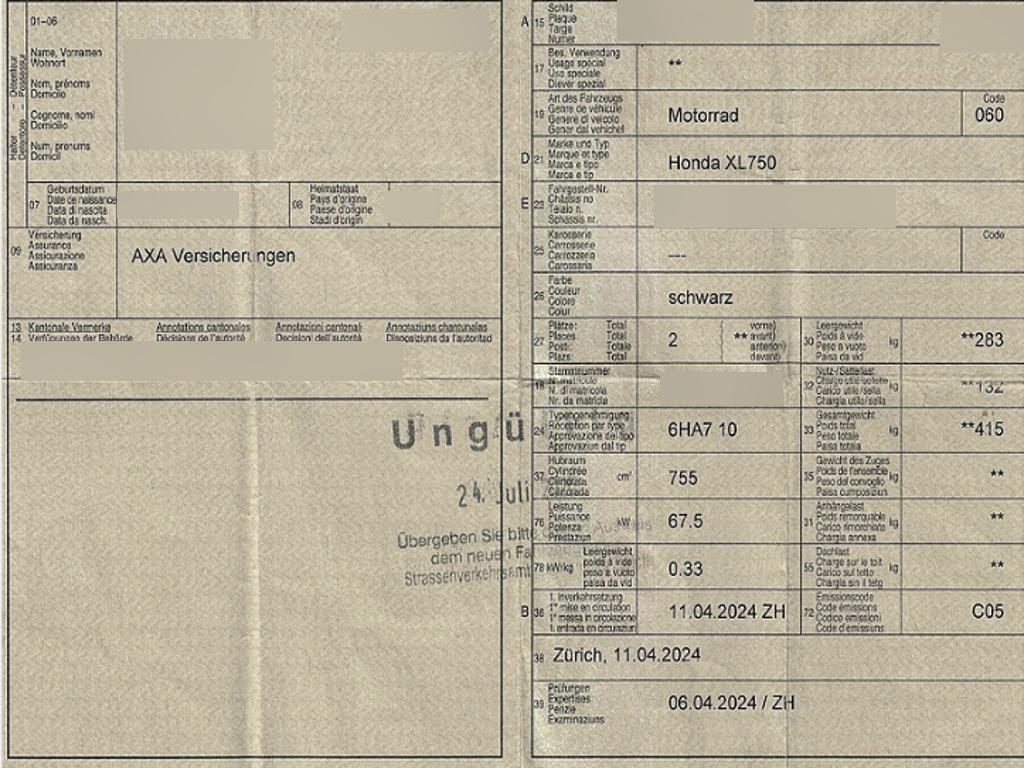 01–06
Name, Vornamen
Wohnort
Nom, prénoms
Domicile
Cognome, nomi
Domicilio
Num, prenums
Domicil
Halter – Détenteur
Detentore – Possessur
07
Geburtsdatum
Date de naissance
Data di nascita
Data da nasch.
08
Heimatstaat
Pays d'origine
Paese d'origine
Stadi d'origin
09
Versicherung
Assurance
Assicurazione
Assicuranza
AXA Versicherungen
13 Kantonale Vermerke Annotations cantonales Annotazioni cantonali Annotaziuns chantunalas
14 Verfügungen der Behörde Décisions de l'autorité Decisioni dell'autorità Disposiziuns da l'autoritad
Ungü
24. Juli
Übergeben Sie bitte Ausweis
dem neuen Fa
Strassenverkehrsamt
A 15
Schild
Plaque
Targa
Numer
17
Bes. Verwendung
Usage spécial
Uso speciale
Diever spezial
**
19
Art des Fahrzeugs
Genre de véhicule
Genere di veicolo
Gener dal vehichel
Motorrad
Code
060
D 21
Marke und Typ
Marque et type
Marca e tipo
Marca e tip
Honda XL750
E 23
Fahrgestell-Nr.
Châssis no
Telaio n.
Schassis nr.
25
Karosserie
Carrosserie
Carrozzeria
Carossaria
---
Code
26
Farbe
Couleur
Colore
Colur
schwarz
27
Plätze: Total
Places: Total
Posti: Totale
Plazs: Total
2
( vorne)
( ** avant)
( anteriori)
( davant)
30
Leergewicht
Poids à vide
Peso a vuoto
Paisa da vid
kg
**283
18
Stammnummer
N. matricule
N. di matricola
Nr. da matricla
32
Nutz-/Sattellast
Charge utile/sellette
Carico utile/sella
Chargia utila/sella
kg
**132
24
Typengenehmigung
Réception par type
Approvazione del tipo
Approvaziun dal tip
6HA7 10
33
Gesamtgewicht
Poids total
Peso totale
Paisa totala
kg
**415
37
Hubraum
Cylindrée
Cilindrata
Cilindrada
cm³
755
35
Gewicht des Zuges
Poids de l'ensemble
Peso del convoglio
Paisa cumposiziun
kg
**
76
Leistung
Puissance
Potenza
Prestaziun
kW
67.5
31
Anhängelast
Poids remorquable
Carico rimorchiato
Chargia annexa
kg
**
78 kW/kg
Leergewicht
poids à vide
peso a vuoto
paisa da vid
0.33
55
Dachlast
Charge sur le toit
Carico sul tetto
Chargia sin il tetg
kg
**
B 36
1. Inverkehrsetzung
1re mise en circulation
1a messa in circolazione
1. entrada en circulaziun
11.04.2024 ZH
72
Emissionscode
Code émissions
Codice emissioni
Code d'emissiuns
C05
38
Zürich, 11.04.2024
39
Prüfungen
Expertises
Perizie
Examinaziuns
06.04.2024 / ZH